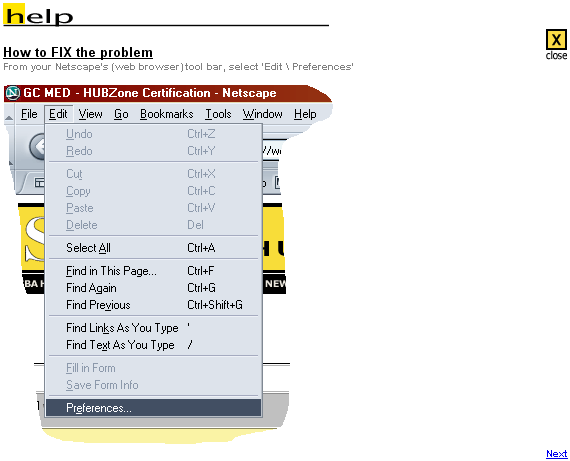 help
X
close
How to FIX the problem
From your Netscape's (web browser) tool bar, select 'Edit \ Preferences'
GC MED - HUBZone Certification - Netscape
File Edit View Go Bookmarks Tools Window Help
Undo Ctrl+Z
Redo Ctrl+Y
Cut Ctrl+X
Copy Ctrl+C
Paste Ctrl+V
Delete Del
Select All Ctrl+A
Find in This Page... Ctrl+F
Find Again Ctrl+G
Find Previous Ctrl+Shift+G
Find Links As You Type '
Find Text As You Type /
Fill in Form
Save Form Info
Preferences...
Next